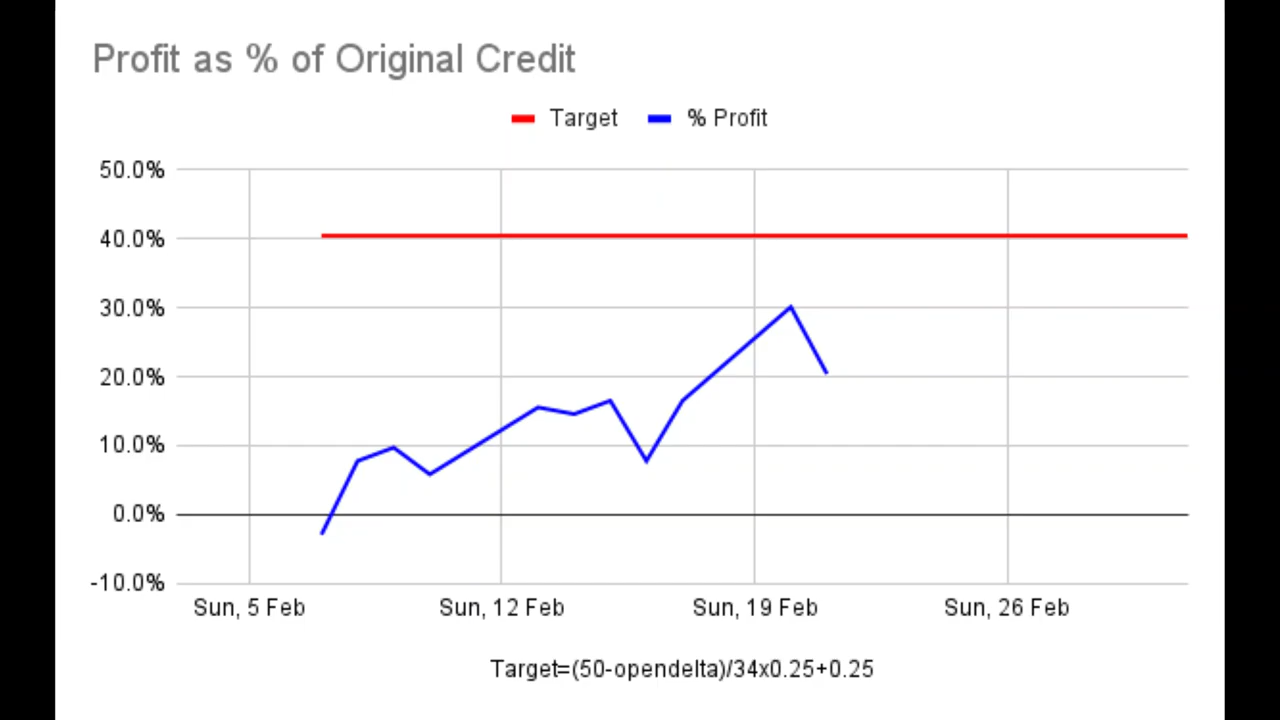 Profit as % of Original Credit
Target % Profit
50.0%
40.0%
30.0%
20.0%
10.0%
0.0%
-10.0%
Sun, 5 Feb Sun, 12 Feb Sun, 19 Feb Sun, 26 Feb
Target=(50-opendelta)/34x0.25+0.25